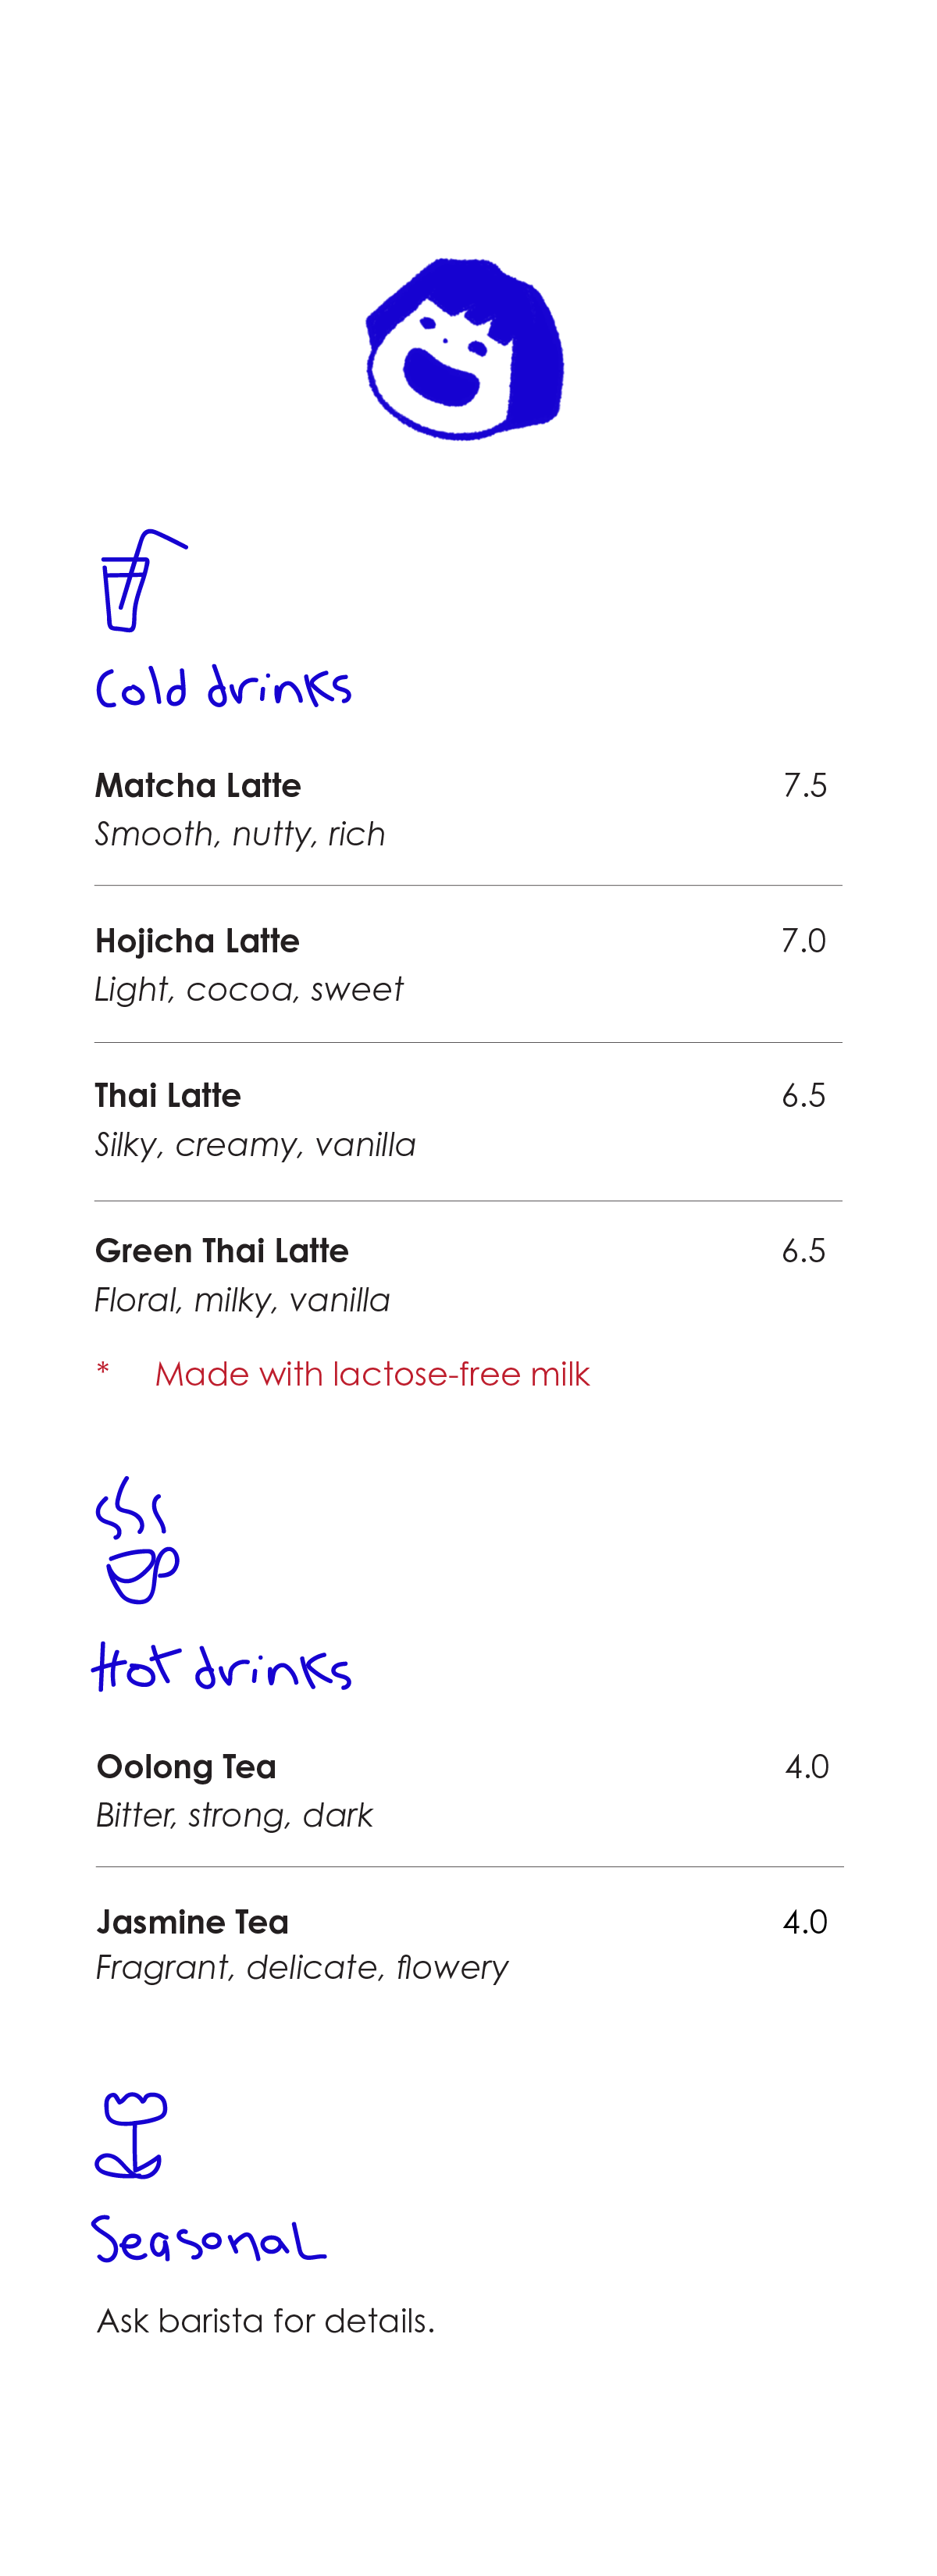 Cold drinks
Matcha Latte 7.5
Smooth, nutty, rich
Hojicha Latte 7.0
Light, cocoa, sweet
Thai Latte 6.5
Silky, creamy, vanilla
Green Thai Latte 6.5
Floral, milky, vanilla
* Made with lactose-free milk
Hot drinks
Oolong Tea 4.0
Bitter, strong, dark
Jasmine Tea 4.0
Fragrant, delicate, flowery
Seasonal
Ask barista for details.